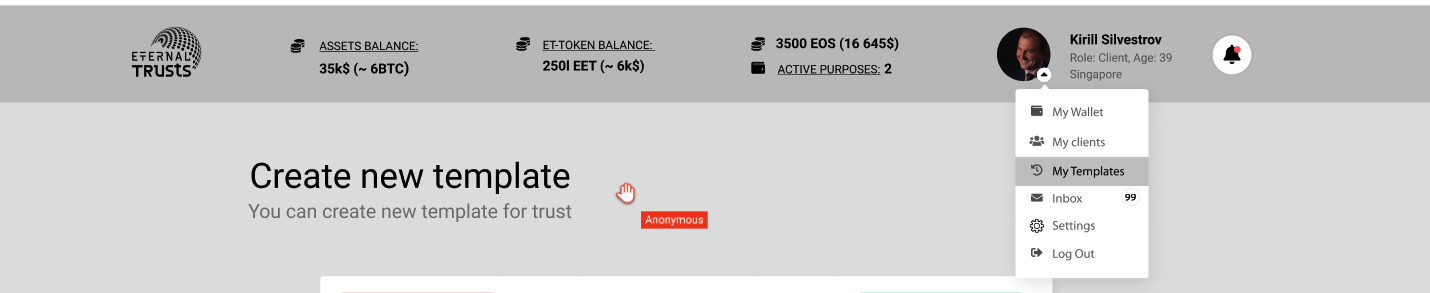 ETERNAL
TRUSTS
ASSETS BALANCE:
35k$ (~ 6BTC)
ET-TOKEN BALANCE:
250l EET (~ 6k$)
3500 EOS (16 645$)
ACTIVE PURPOSES: 2
Kirill Silvestrov
Role: Client, Age: 39
Singapore
My Wallet
My clients
My Templates
Inbox 99
Settings
Log Out
Create new template
You can create new template for trust
Anonymous